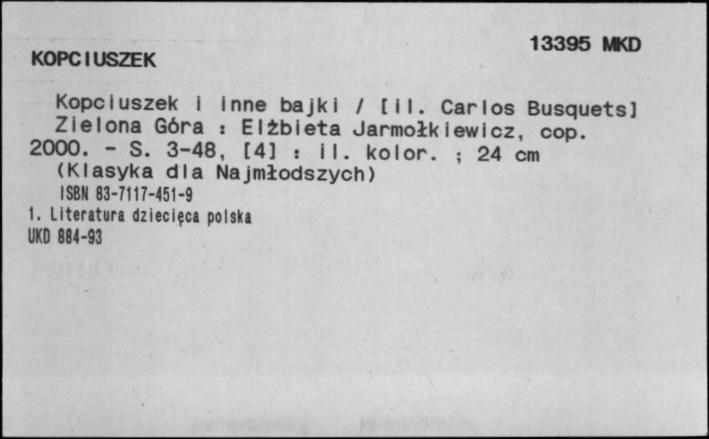 13395 MKD
KOPCIUSZEK
Kopciuszek i inne bajki / [il. Carlos Busquets]
Zielona Góra : Elżbieta Jarmołkiewicz, cop.
2000. - S. 3-48, [4] : il. kolor. ; 24 cm
(Klasyka dla Najmłodszych)
ISBN 83-7117-451-9
1. Literatura dziecięca polska
UKD 884-93